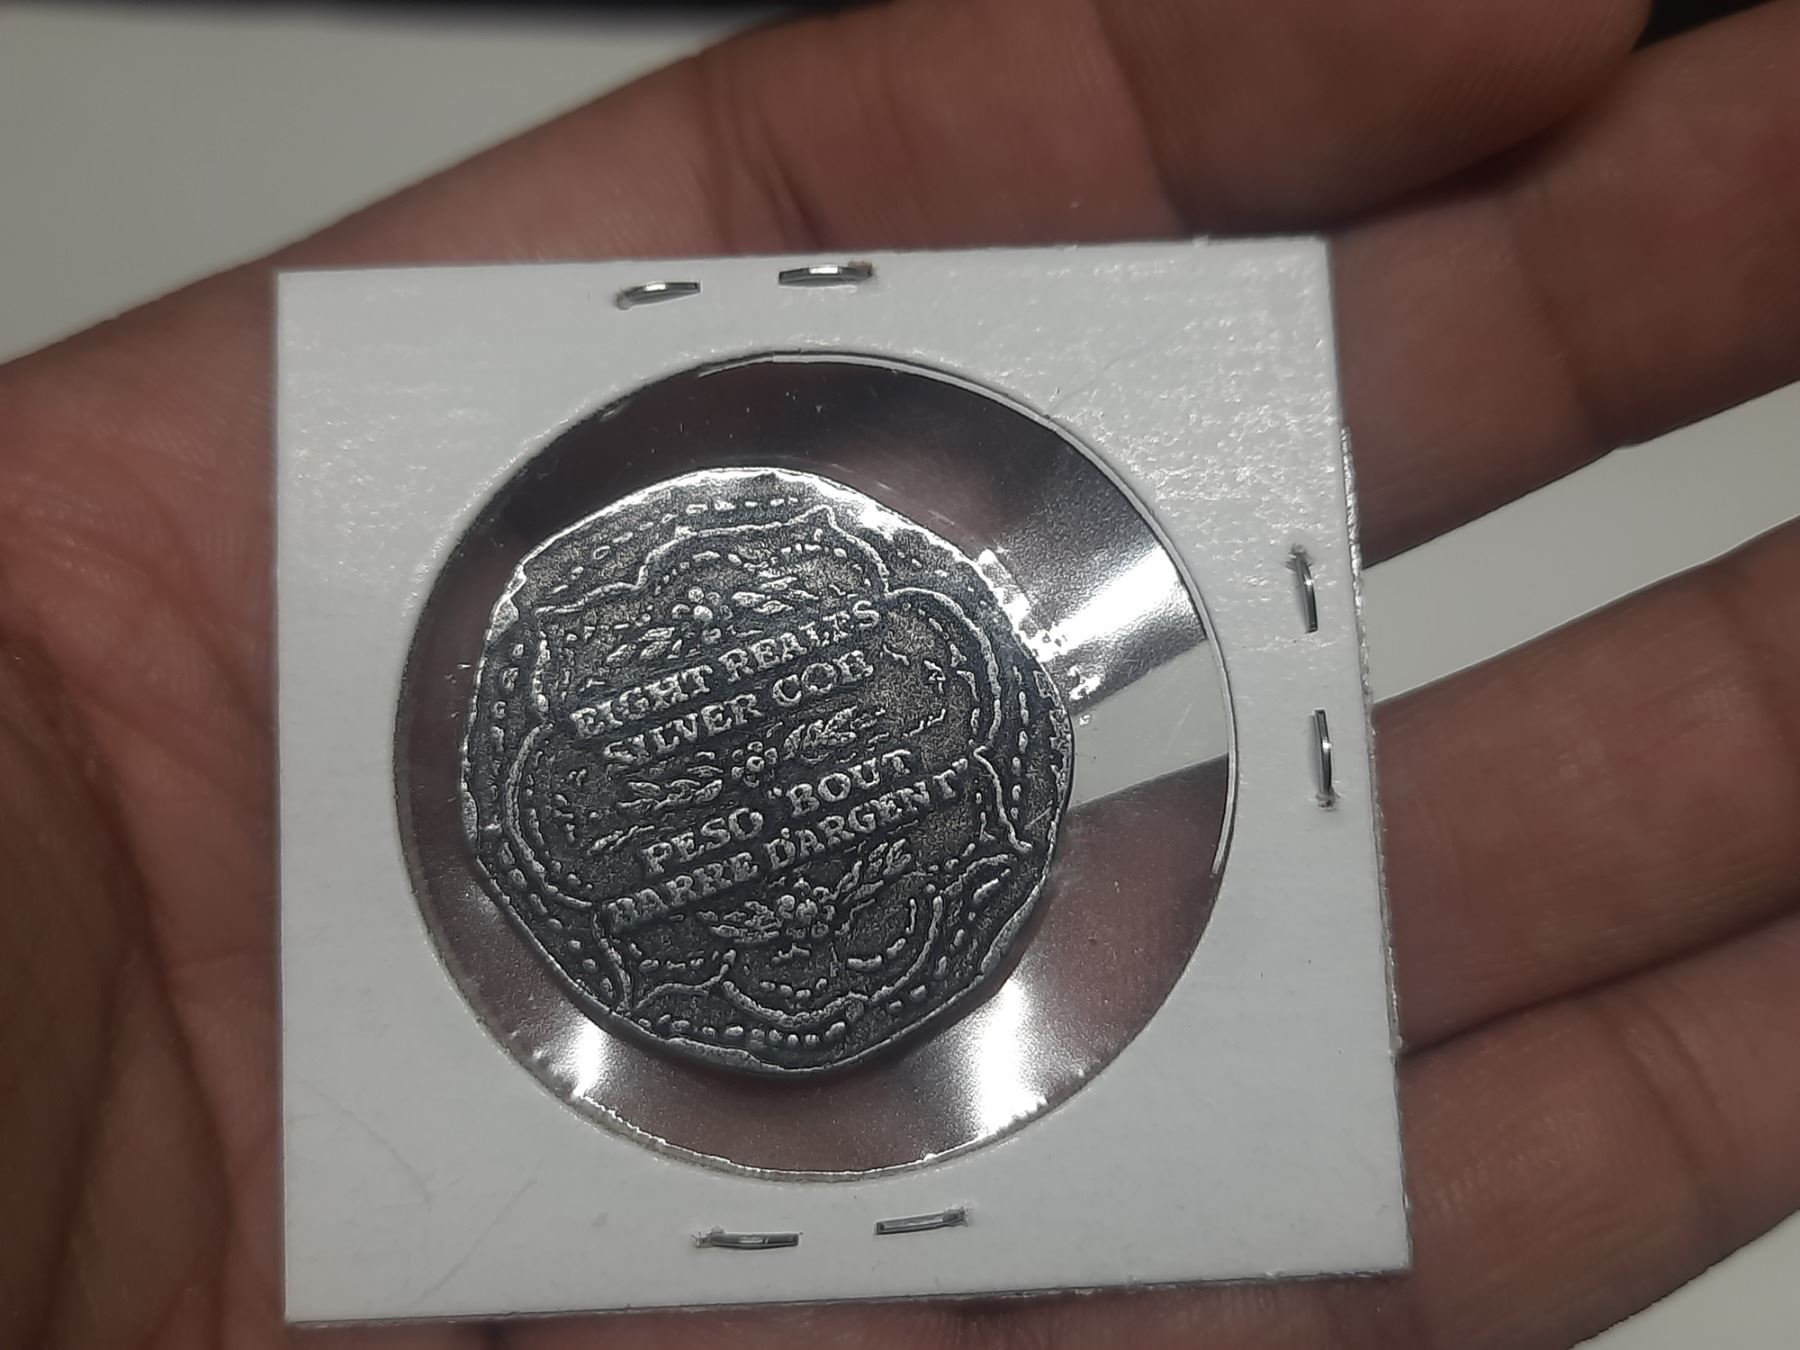 EIGHT REALES
SILVER COB
PESO "BOUT
BARRE D'ARGENT"